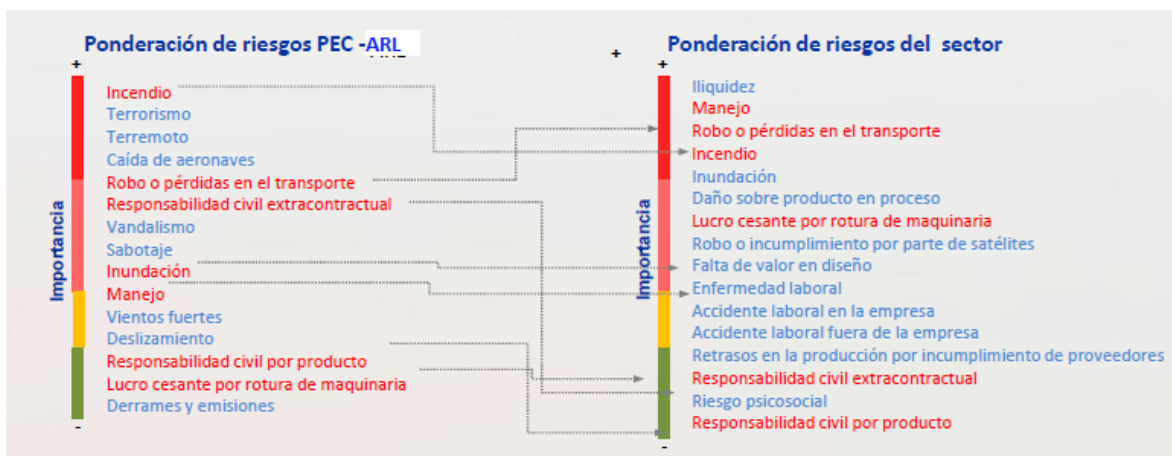 Ponderación de riesgos PEC -ARL
+
Incendio
Terrorismo
Terremoto
Caída de aeronaves
Robo o pérdidas en el transporte
Responsabilidad civil extracontractual
Vandalismo
Sabotaje
Inundación
Manejo
Vientos fuertes
Deslizamiento
Responsabilidad civil por producto
Lucro cesante por rotura de maquinaria
Derrames y emisiones
-
Importancia
+
Ponderación de riesgos del sector
+
Iliquidez
Manejo
Robo o pérdidas en el transporte
Incendio
Inundación
Daño sobre producto en proceso
Lucro cesante por rotura de maquinaria
Robo o incumplimiento por parte de satélites
Falta de valor en diseño
Enfermedad laboral
Accidente laboral en la empresa
Accidente laboral fuera de la empresa
Retrasos en la producción por incumplimiento de proveedores
Responsabilidad civil extracontractual
Riesgo psicosocial
Responsabilidad civil por producto
-
Importancia